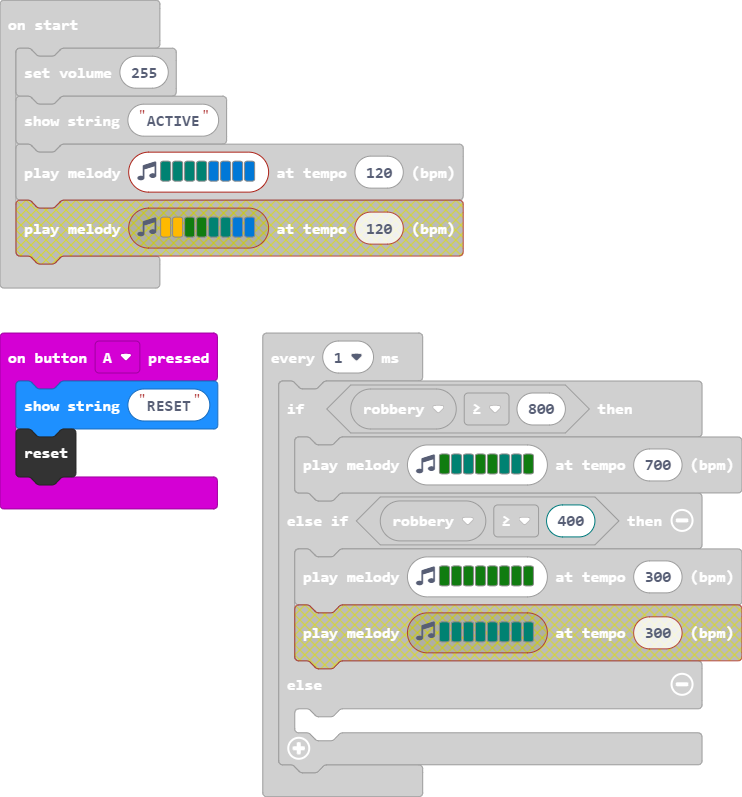 on start
set volume 255
show string "ACTIVE"
play melody at tempo 120 (bpm)
play melody at tempo 120 (bpm)
on button A pressed
show string "RESET"
reset
every 1 ms
if robbery ≥ 800 then
play melody at tempo 700 (bpm)
else if robbery ≥ 400 then
play melody at tempo 300 (bpm)
play melody at tempo 300 (bpm)
else